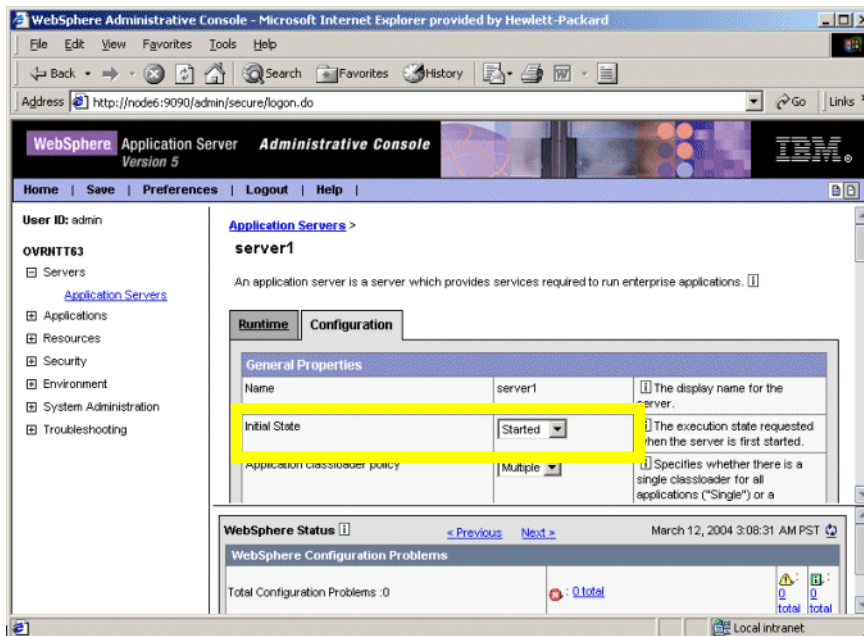 WebSphere Administrative Console - Microsoft Internet Explorer provided by Hewlett-Packard
File Edit View Favorites Tools Help
Back Search Favorites History
Address http://node6:9090/admin/secure/logon.do Go Links
WebSphere Application Server Administrative Console
Version 5
IBM.
Home | Save | Preferences | Logout | Help |
User ID: admin
OVRNTT63
Servers
Application Servers
Applications
Resources
Security
Environment
System Administration
Troubleshooting
Application Servers >
server1
An application server is a server which provides services required to run enterprise applications. i
Runtime Configuration
General Properties
Name server1 i The display name for the
server.
Initial State Started i The execution state requested
when the server is first started.
Application classloader policy Multiple i Specifies whether there is a
single classloader for all
applications ("Single") or a
WebSphere Status i < Previous Next > March 12, 2004 3:08:31 AM PST
WebSphere Configuration Problems
Total Configuration Problems :0 : 0 total : 0 total : 0 total
Local intranet